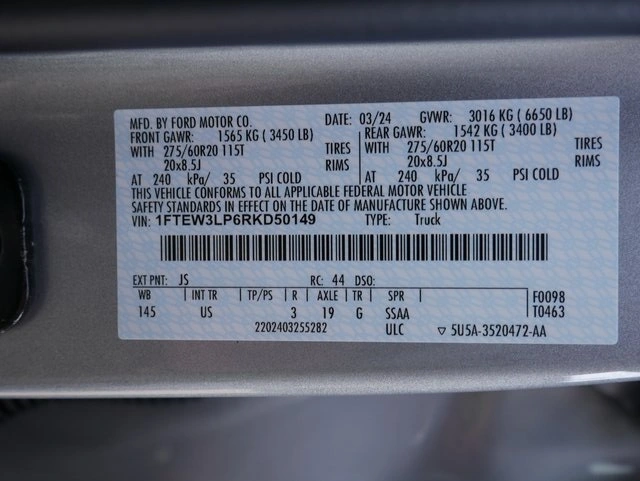 MFD. BY FORD MOTOR CO. DATE: 03/24 GVWR: 3016 KG ( 6650 LB)
FRONT GAWR: 1565 KG ( 3450 LB) REAR GAWR: 1542 KG ( 3400 LB)
WITH 275/60R20 115T TIRES WITH 275/60R20 115T TIRES
20x8.5J RIMS 20x8.5J RIMS
AT 240 kPa/ 35 PSI COLD AT 240 kPa/ 35 PSI COLD
THIS VEHICLE CONFORMS TO ALL APPLICABLE FEDERAL MOTOR VEHICLE
SAFETY STANDARDS IN EFFECT ON THE DATE OF MANUFACTURE SHOWN ABOVE.
VIN: 1FTEW3LP6RKD50149 TYPE: Truck
EXT PNT: JS RC: 44 DSO:
WB INT TR TP/PS R AXLE TR SPR F0098
145 US 3 19 G SSAA T0463
2202403255282 ULC ▽ 5U5A-3520472-AA